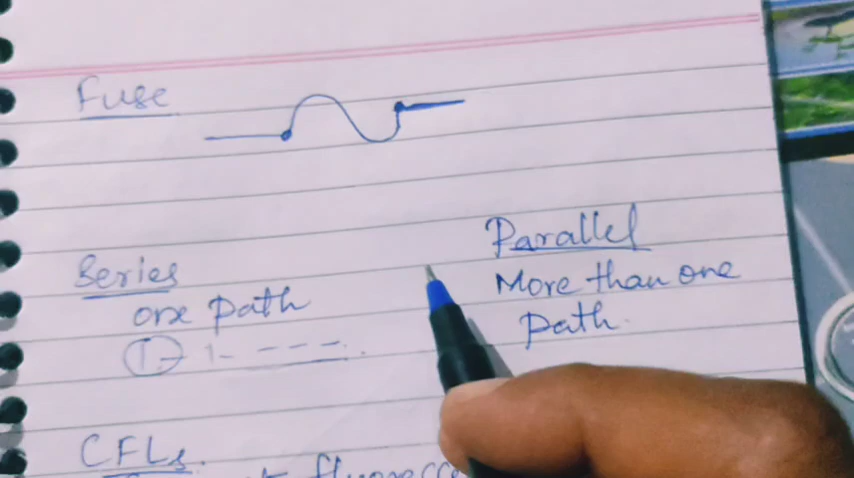 Fuse
Series
one path
Parallel
More than one
path.
CFLs.